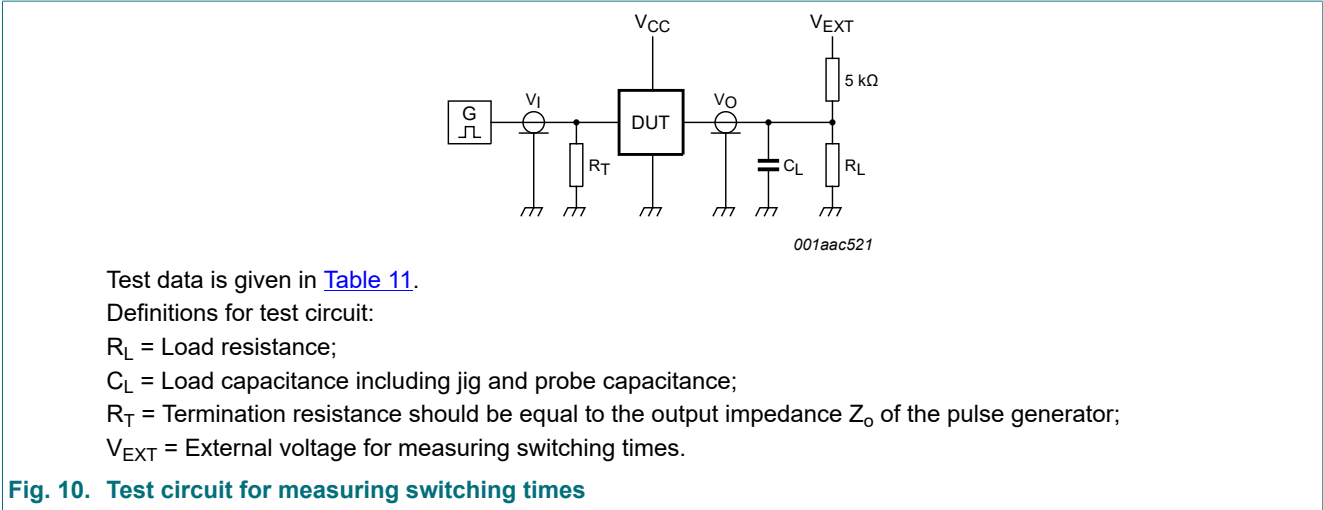 VCC
VEXT
5 kΩ
G
VI
DUT
VO
RT
CL
RL
001aac521
Test data is given in Table 11.
Definitions for test circuit:
RL = Load resistance;
CL = Load capacitance including jig and probe capacitance;
RT = Termination resistance should be equal to the output impedance Zo of the pulse generator;
VEXT = External voltage for measuring switching times.
Fig. 10. Test circuit for measuring switching times